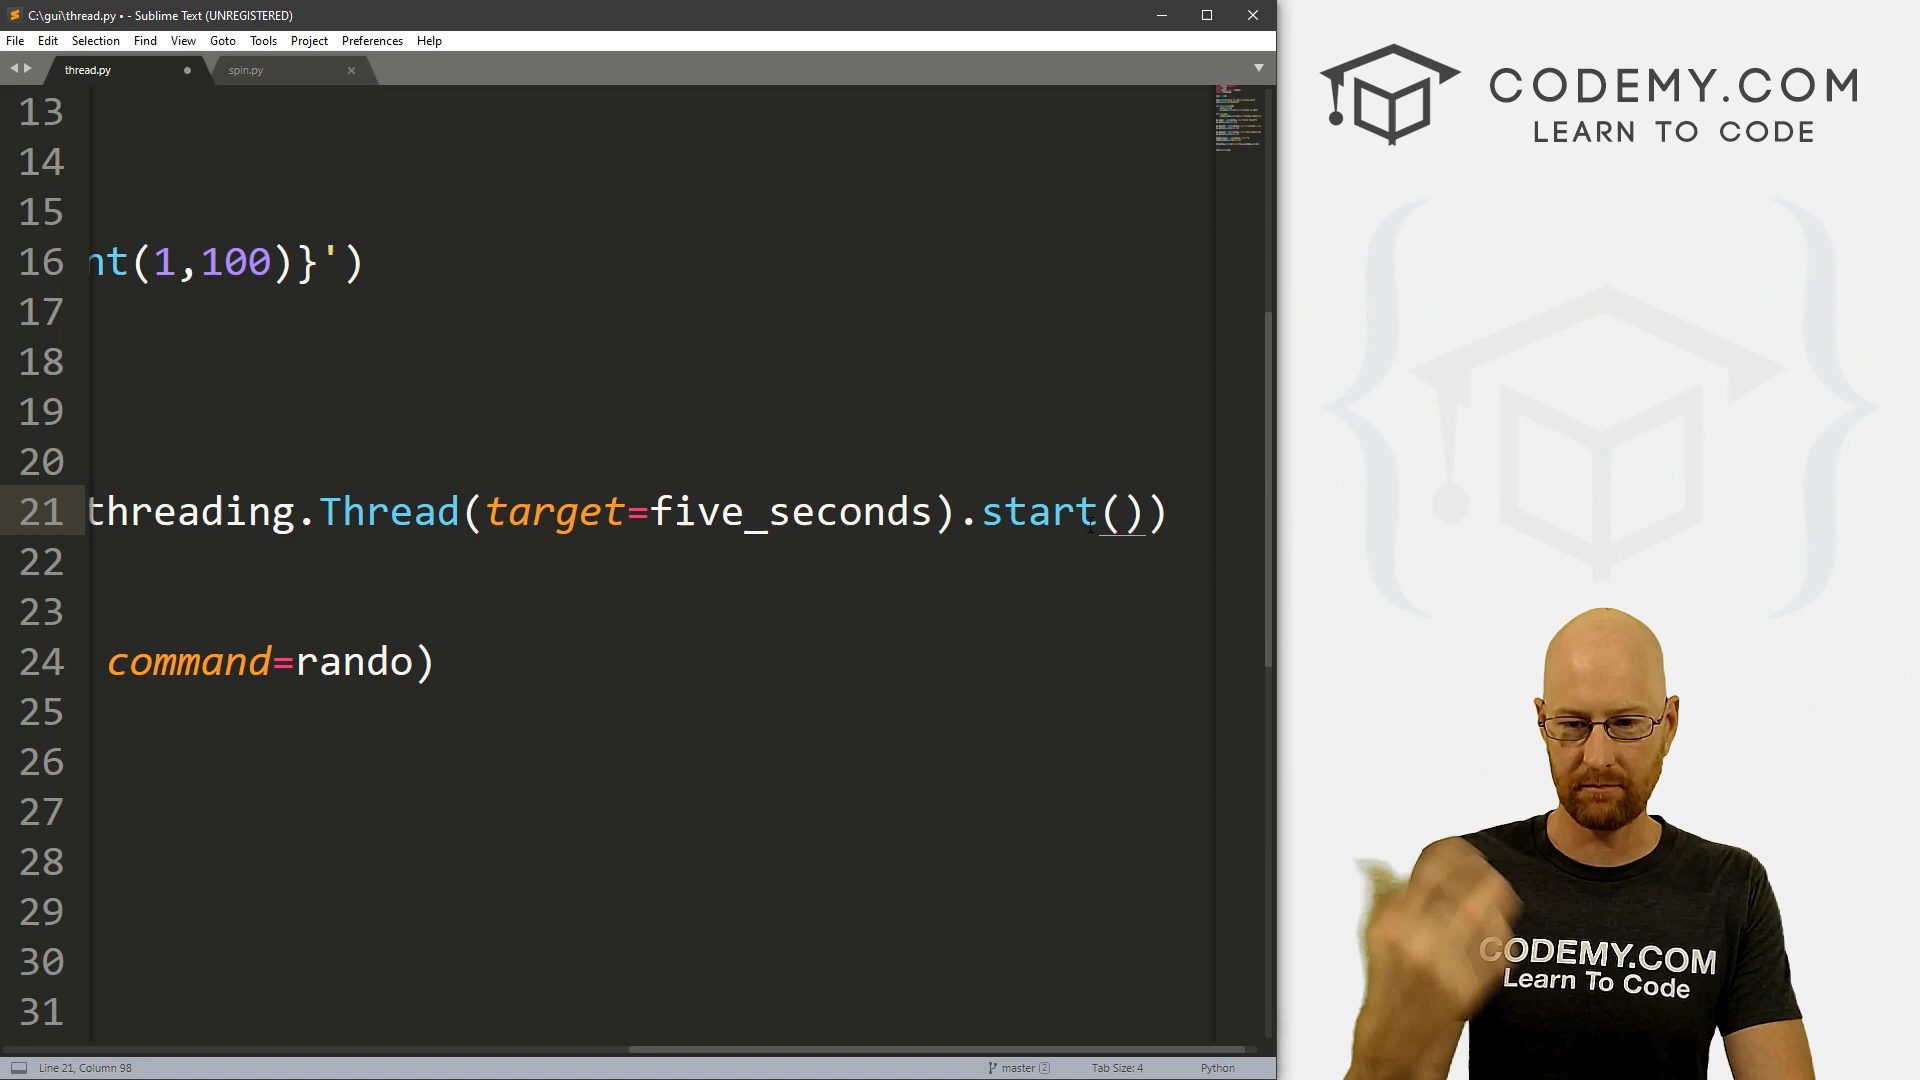 C:\gui\thread.py • - Sublime Text (UNREGISTERED)
File Edit Selection Find View Goto Tools Project Preferences Help
thread.py
spin.py
13
14
15
16 nt(1,100)}')
17
18
19
20
21 threading.Thread(target=five_seconds).start())
22
23
24 command=rando)
25
26
27
28
29
30
31
Line 21, Column 98
master 2
Tab Size: 4
Python
CODEMY.COM
LEARN TO CODE
CODEMY.COM
Learn To Code